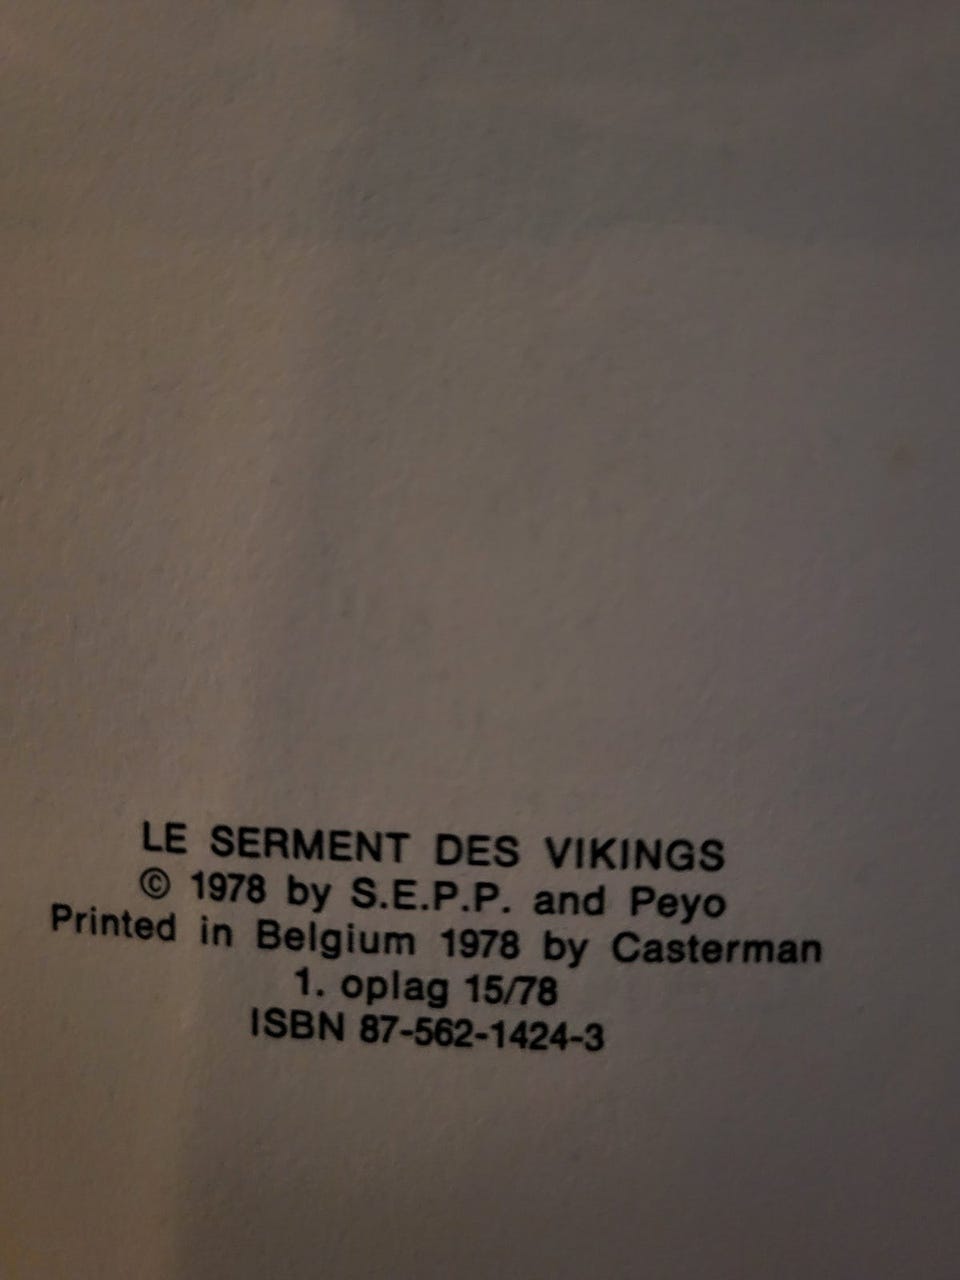 LE SERMENT DES VIKINGS
© 1978 by S.E.P.P. and Peyo
Printed in Belgium 1978 by Casterman
1. oplag 15/78
ISBN 87-562-1424-3